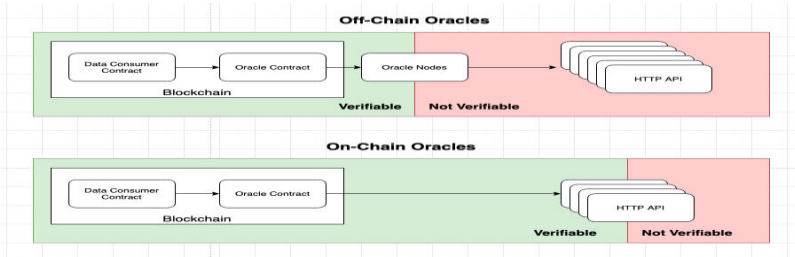 Off-Chain Oracles
Data Consumer
Contract
Oracle Contract
Oracle Nodes
HTTP API
Blockchain
Verifiable
Not Verifiable
On-Chain Oracles
Data Consumer
Contract
Oracle Contract
HTTP API
Blockchain
Verifiable
Not Verifiable